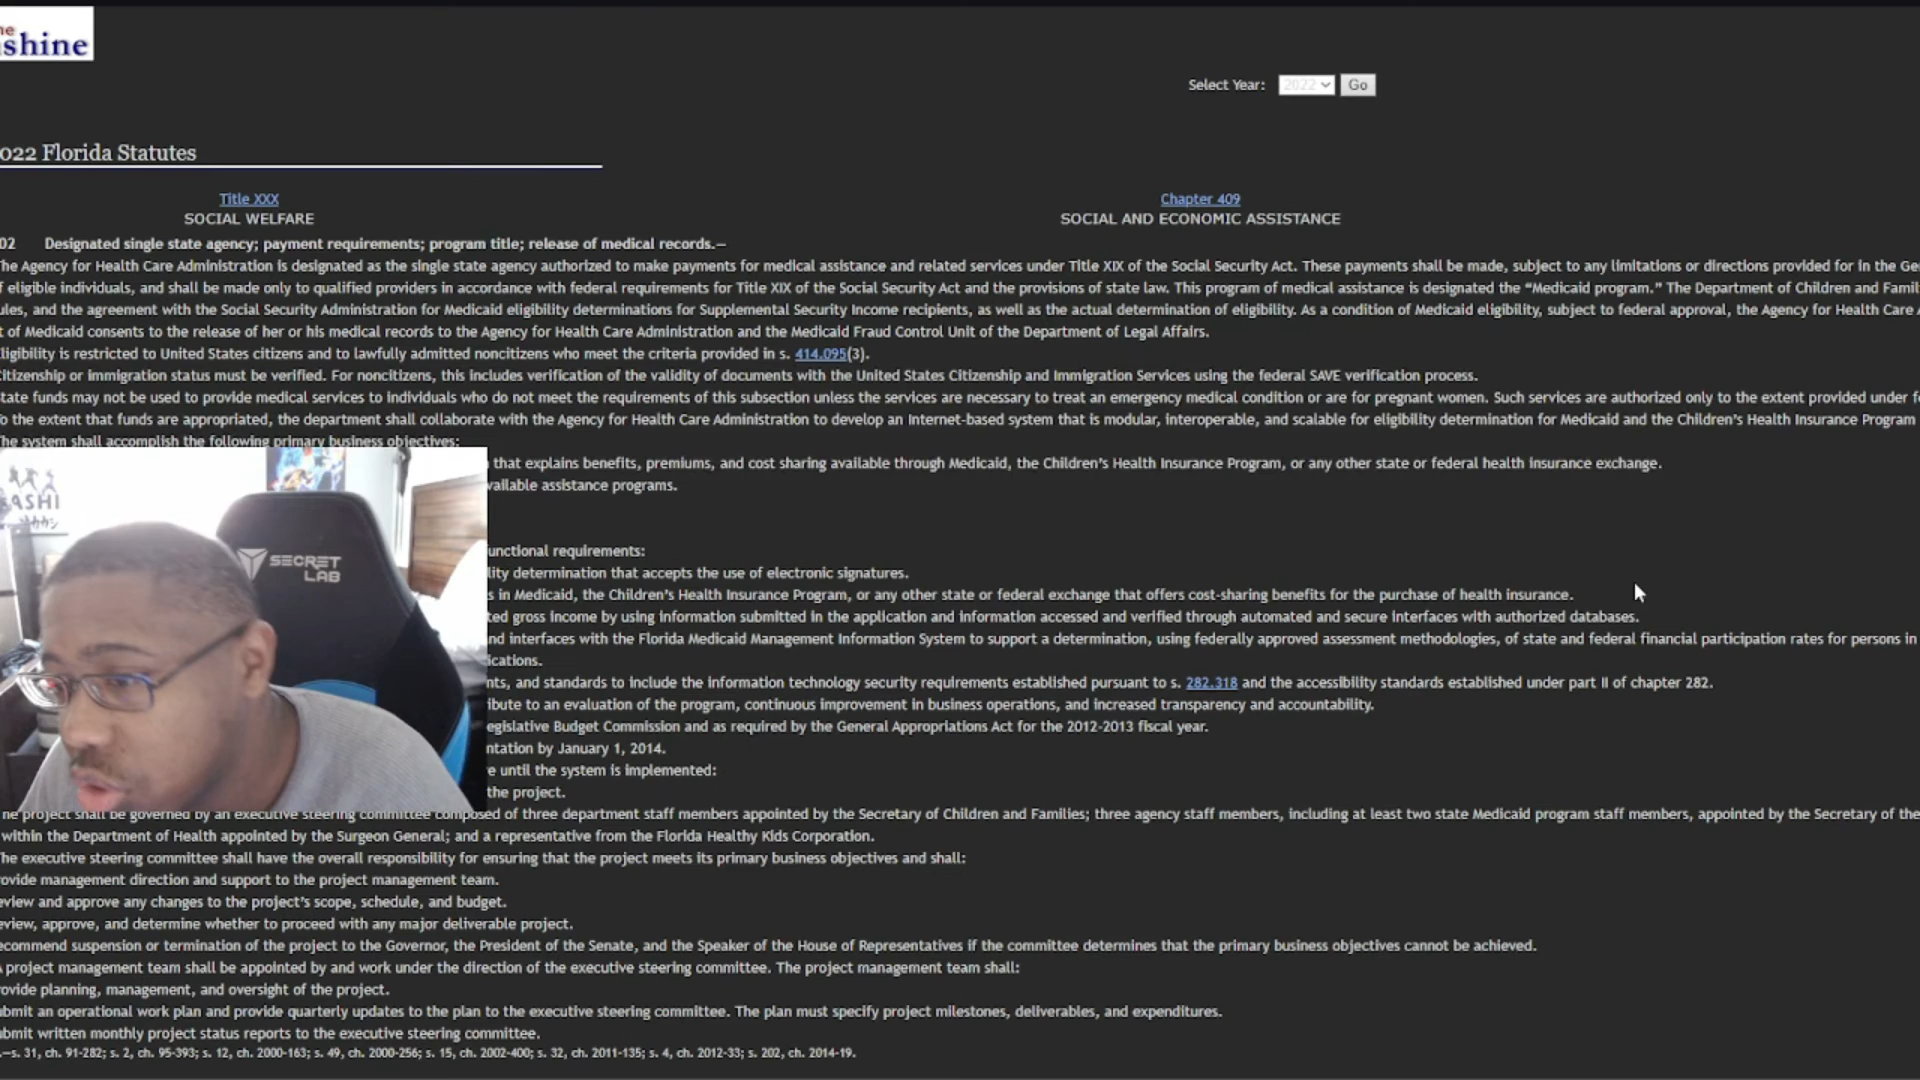 shine
Select Year: 2022 Go
022 Florida Statutes
Title XXX
SOCIAL WELFARE
Chapter 409
SOCIAL AND ECONOMIC ASSISTANCE
02 Designated single state agency; payment requirements; program title; release of medical records.—
The Agency for Health Care Administration is designated as the single state agency authorized to make payments for medical assistance and related services under Title XIX of the Social Security Act. These payments shall be made, subject to any limitations or directions provided for in the
f eligible individuals, and shall be made only to qualified providers in accordance with federal requirements for Title XIX of the Social Security Act and the provisions of state law. This program of medical assistance is designated the “Medicaid program.” The Department of Children and
ules, and the agreement with the Social Security Administration for Medicaid eligibility determinations for Supplemental Security Income recipients, as well as the actual determination of eligibility. As a condition of Medicaid eligibility, subject to federal approval, the Agency for Health Care
t of Medicaid consents to the release of her or his medical records to the Agency for Health Care Administration and the Medicaid Fraud Control Unit of the Department of Legal Affairs.
ligibility is restricted to United States citizens and to lawfully admitted noncitizens who meet the criteria provided in s. 414.095(3).
itizenship or immigration status must be verified. For noncitizens, this includes verification of the validity of documents with the United States Citizenship and Immigration Services using the federal SAVE verification process.
tate funds may not be used to provide medical services to individuals who do not meet the requirements of this subsection unless the services are necessary to treat an emergency medical condition or are for pregnant women. Such services are authorized only to the extent provided under
o the extent that funds are appropriated, the department shall collaborate with the Agency for Health Care Administration to develop an Internet-based system that is modular, interoperable, and scalable for eligibility determination for Medicaid and the Children’s Health Insurance Program
he system shall accomplish the following primary business objectives:
that explains benefits, premiums, and cost sharing available through Medicaid, the Children’s Health Insurance Program, or any other state or federal health insurance exchange.
vailable assistance programs.
unctional requirements:
lity determination that accepts the use of electronic signatures.
s in Medicaid, the Children’s Health Insurance Program, or any other state or federal exchange that offers cost-sharing benefits for the purchase of health insurance.
ted gross income by using information submitted in the application and information accessed and verified through automated and secure interfaces with authorized databases.
nd interfaces with the Florida Medicaid Management Information System to support a determination, using federally approved assessment methodologies, of state and federal financial participation rates for persons in
ications.
nts, and standards to include the information technology security requirements established pursuant to s. 282.318 and the accessibility standards established under part II of chapter 282.
ibute to an evaluation of the program, continuous improvement in business operations, and increased transparency and accountability.
egislative Budget Commission and as required by the General Appropriations Act for the 2012-2013 fiscal year.
ntation by January 1, 2014.
e until the system is implemented:
the project.
he project shall be governed by an executive steering committee composed of three department staff members appointed by the Secretary of Children and Families; three agency staff members, including at least two state Medicaid program staff members, appointed by the Secretary of the
within the Department of Health appointed by the Surgeon General; and a representative from the Florida Healthy Kids Corporation.
The executive steering committee shall have the overall responsibility for ensuring that the project meets its primary business objectives and shall:
rovide management direction and support to the project management team.
eview and approve any changes to the project’s scope, schedule, and budget.
eview, approve, and determine whether to proceed with any major deliverable project.
ecommend suspension or termination of the project to the Governor, the President of the Senate, and the Speaker of the House of Representatives if the committee determines that the primary business objectives cannot be achieved.
A project management team shall be appointed by and work under the direction of the executive steering committee. The project management team shall:
rovide planning, management, and oversight of the project.
ubmit an operational work plan and provide quarterly updates to the plan to the executive steering committee. The plan must specify project milestones, deliverables, and expenditures.
ubmit written monthly project status reports to the executive steering committee.
.—s. 31, ch. 91-282; s. 2, ch. 95-393; s. 12, ch. 2000-163; s. 49, ch. 2000-256; s. 15, ch. 2002-400; s. 32, ch. 2011-135; s. 4, ch. 2012-33; s. 202, ch. 2014-19.
ASHI
SECRET
LAB